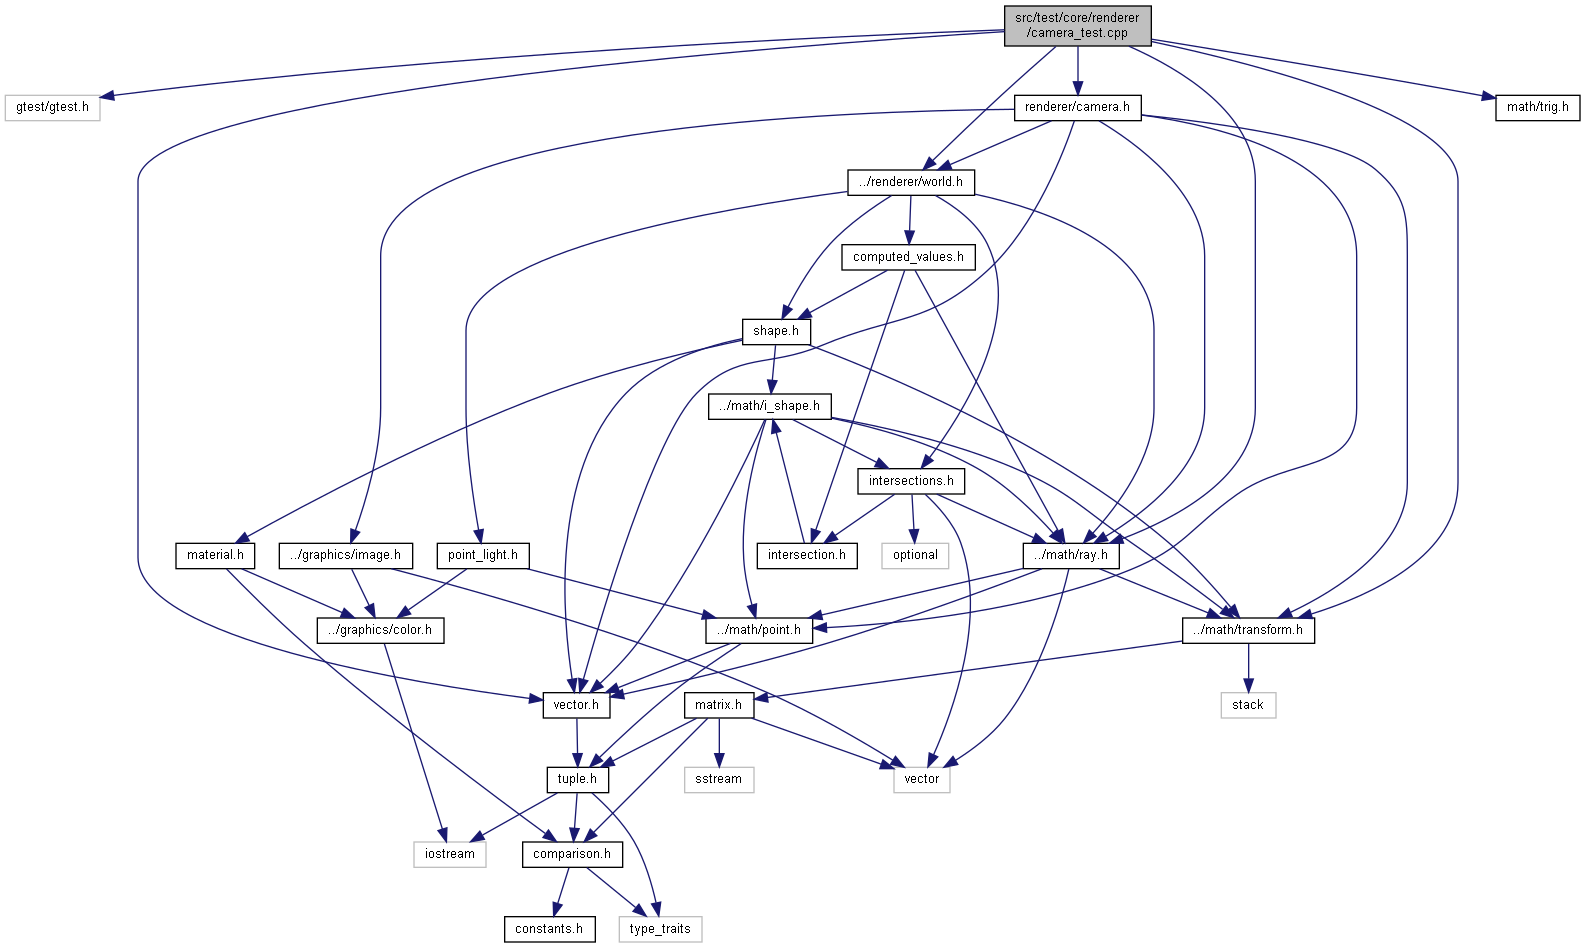 src/test/core/renderer
/camera_test.cpp
gtest/gtest.h
renderer/camera.h
math/trig.h
../renderer/world.h
computed_values.h
shape.h
../math/i_shape.h
intersections.h
material.h
../graphics/image.h
point_light.h
intersection.h
optional
../math/ray.h
../graphics/color.h
../math/point.h
../math/transform.h
vector.h
matrix.h
stack
tuple.h
sstream
vector
iostream
comparison.h
constants.h
type_traits